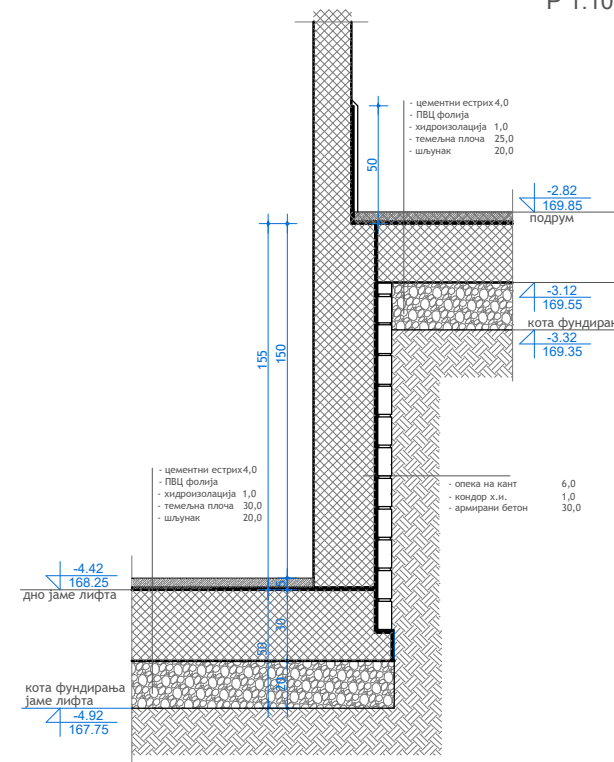 Р 1:10
- цементни естрих 4,0
- ПВЦ фолија
- хидроизолација 1,0
- темељна плоча 25,0
- шљунак 20,0
50
-2.82
169.85
подрум
-3.12
169.55
кота фундирањ
-3.32
169.35
155
150
- цементни естрих 4,0
- ПВЦ фолија
- хидроизолација 1,0
- темељна плоча 30,0
- шљунак 20,0
- опека на кант 6,0
- кондор х.и. 1,0
- армирани бетон 30,0
-4.42
168.25
дно јаме лифта
5
30
50
20
кота фундирања
јаме лифта
-4.92
167.75